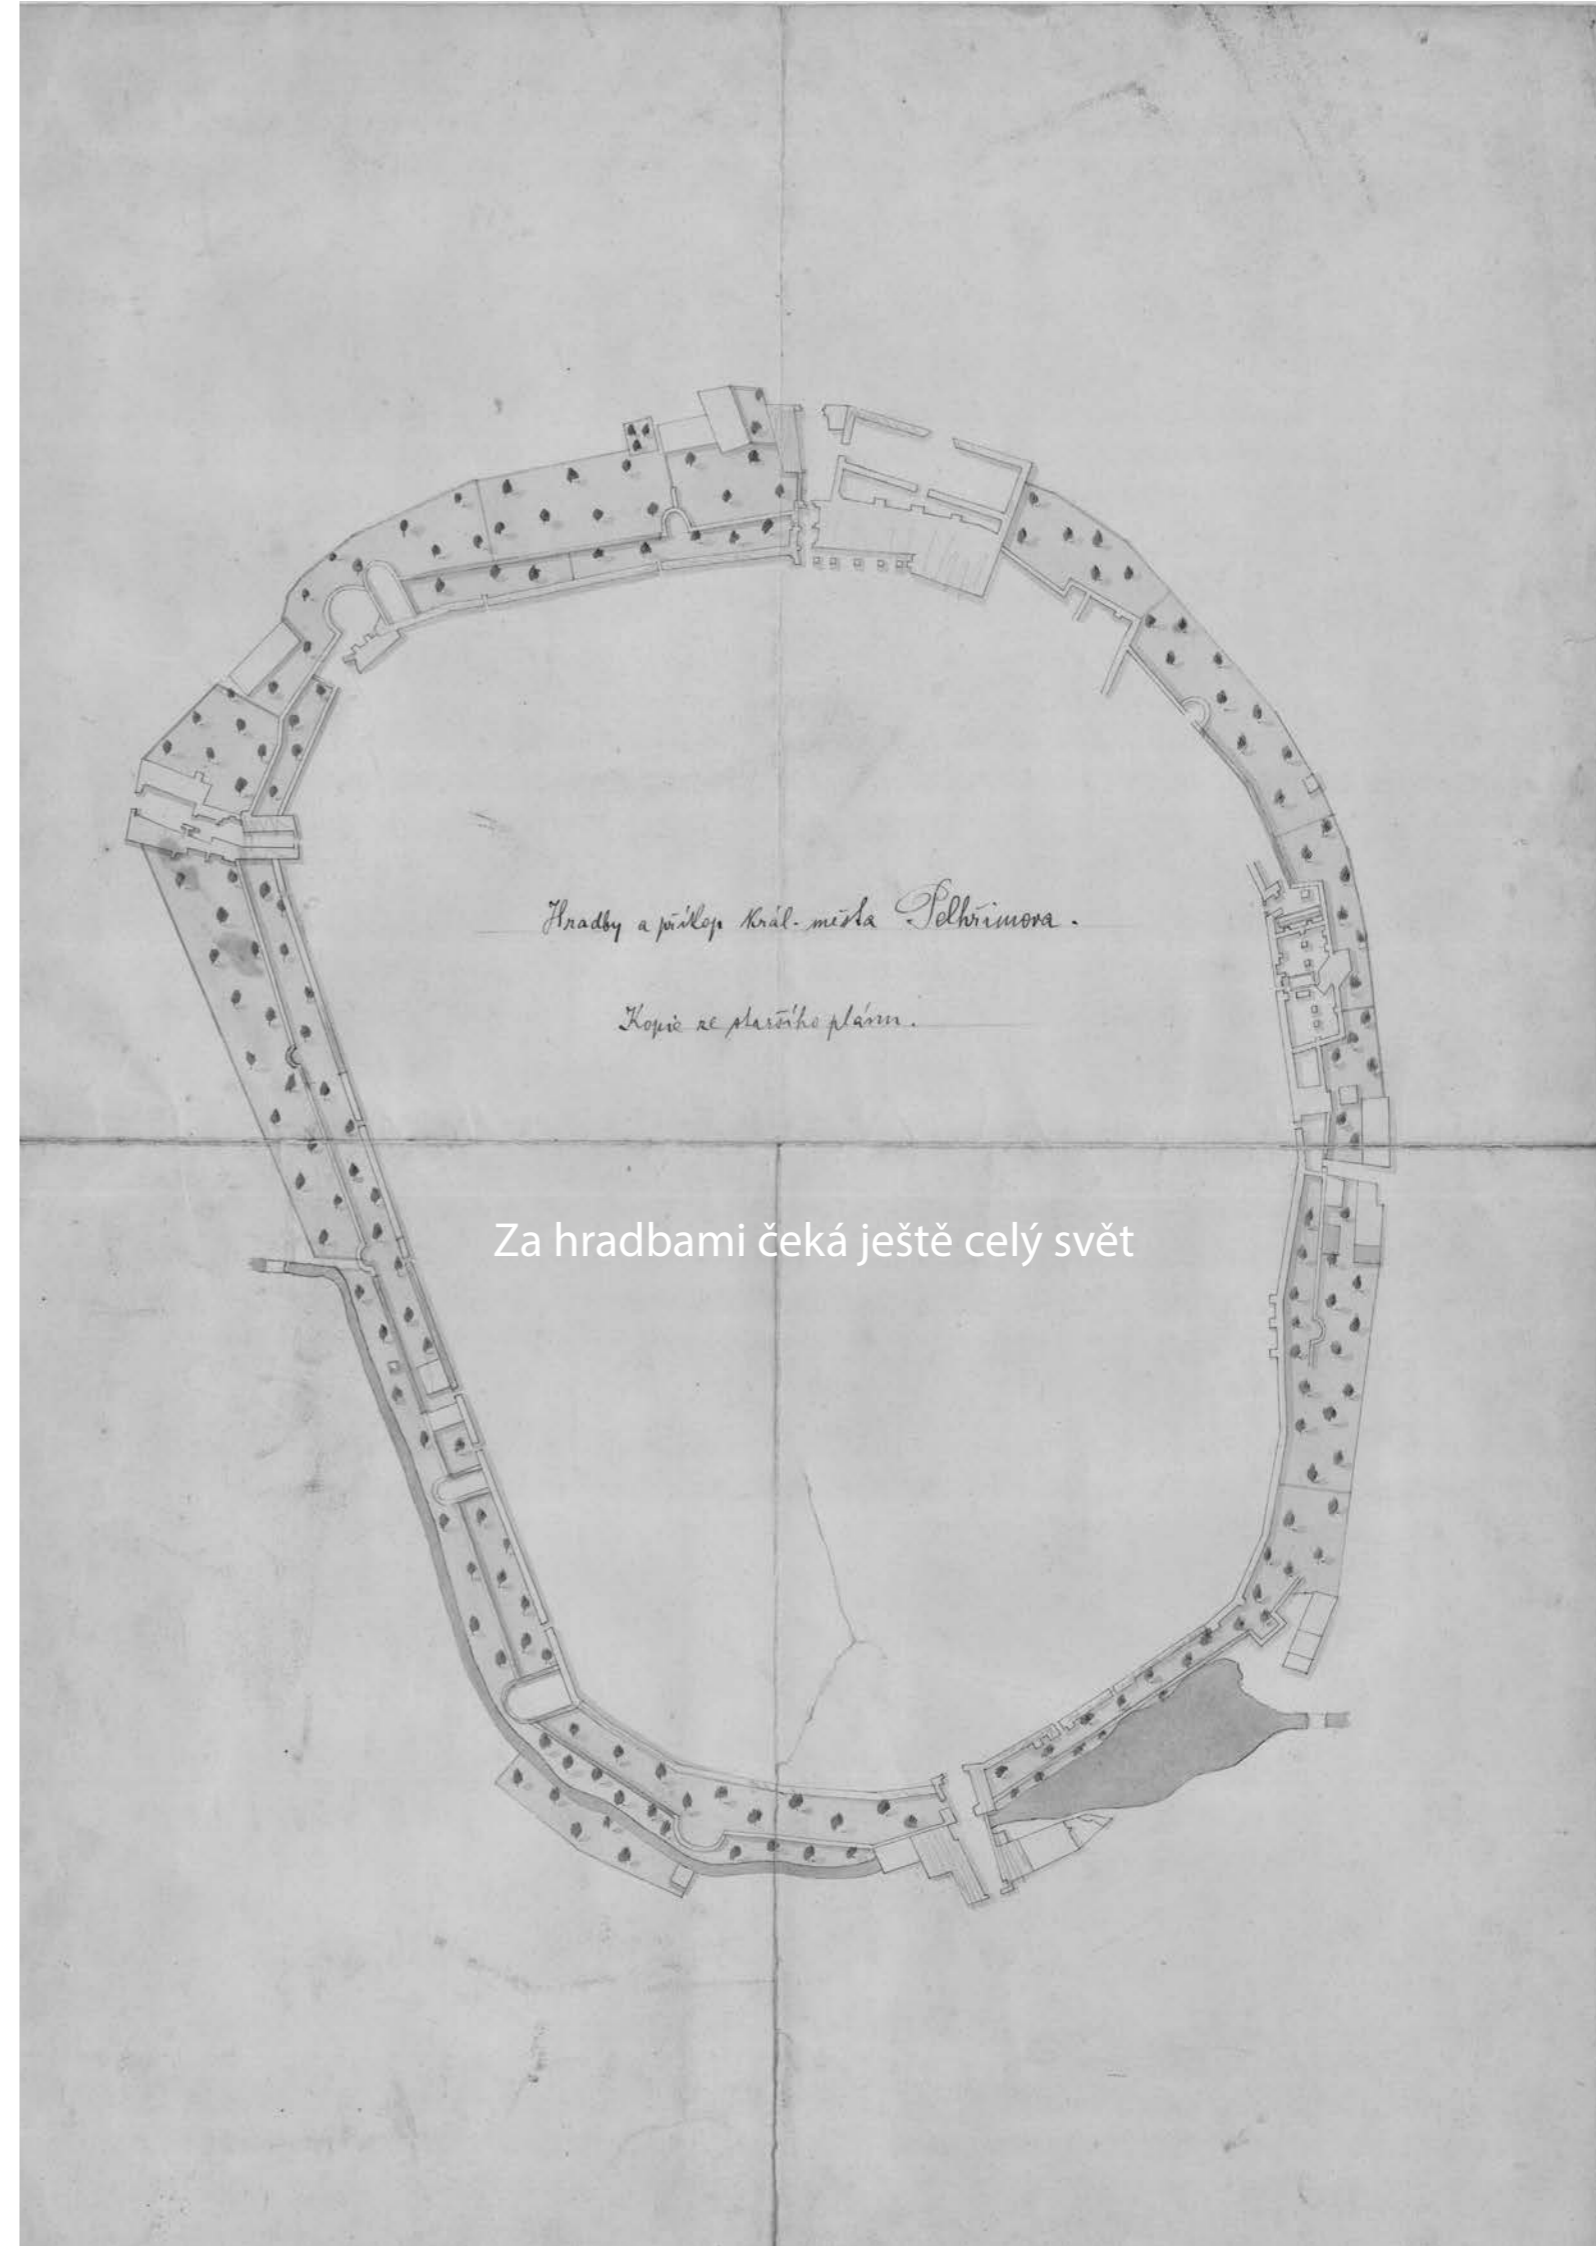 Hradby a příkop král. města Pelhřimova.
Kopie ze staršího plánu.
Za hradbami čeká ještě celý svět